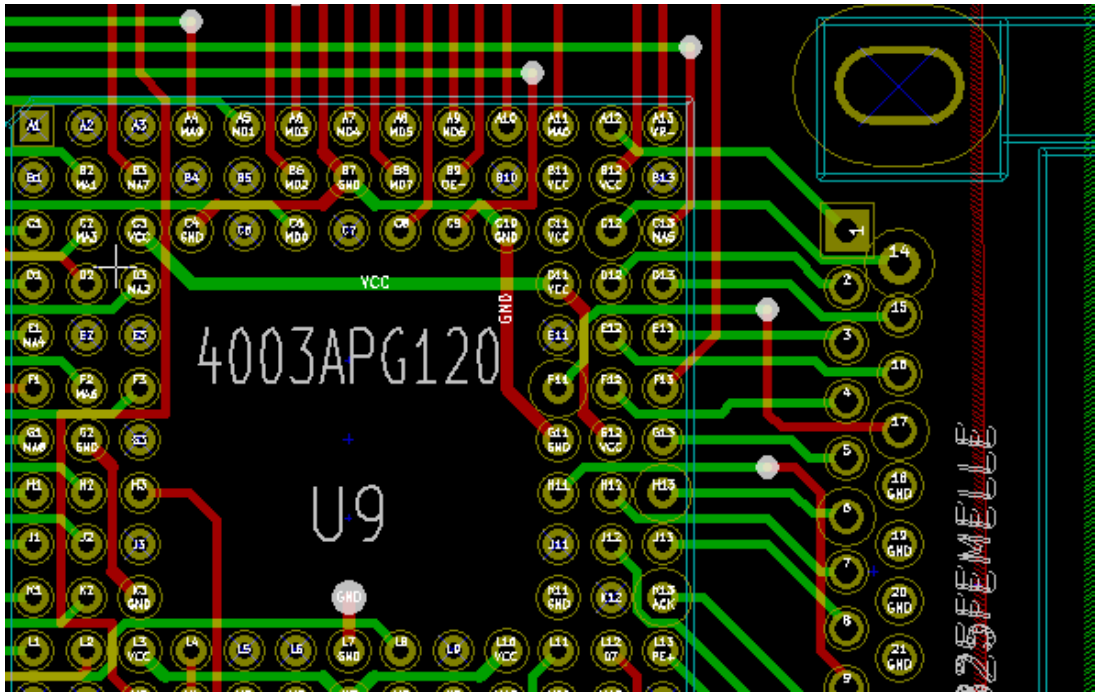 A1 A2 A3 A4 A5 A6 A7 A8 A9 A10 A11 A12 A13
MA0 MD1 MD3 MD4 MD5 MD6 MA8 VP-
B1 B2 B3 B4 B5 B6 B7 B8 B9 B10 B11 B12 B13
MA1 MA7 MD2 GND MD7 OE- VCC VCC
C1 C2 C3 C4 C6 C7 C8 C9 C10 C11 C12 C13
MA3 VCC GND MD0 GND VCC MA5
1
14
D1 D2 D3 VCC D11 D12 D13
MA2 VCC
2
GND
15
E1 E2 E3 E11 E12 E13
MA4
3
4003APG120
16
F1 F2 F3 F11 F12 F13
MA6
4
17
G1 G2 G3 G11 G12 G13
GND GND VCC
5
18
GND
H1 H2 H3 H11 H12 H13
U9
6
19
GND
J1 J2 J3 J11 J12 J13
7
K1 K2 K3 GND K11 K12 K13
GND GND ACK
20
GND
8
L1 L2 L3 L4 L5 L6 L7 L8 L9 L10 L11 L12 L13
VCC GND VCC D7 PE+
21
GND
9
25FEMELLE